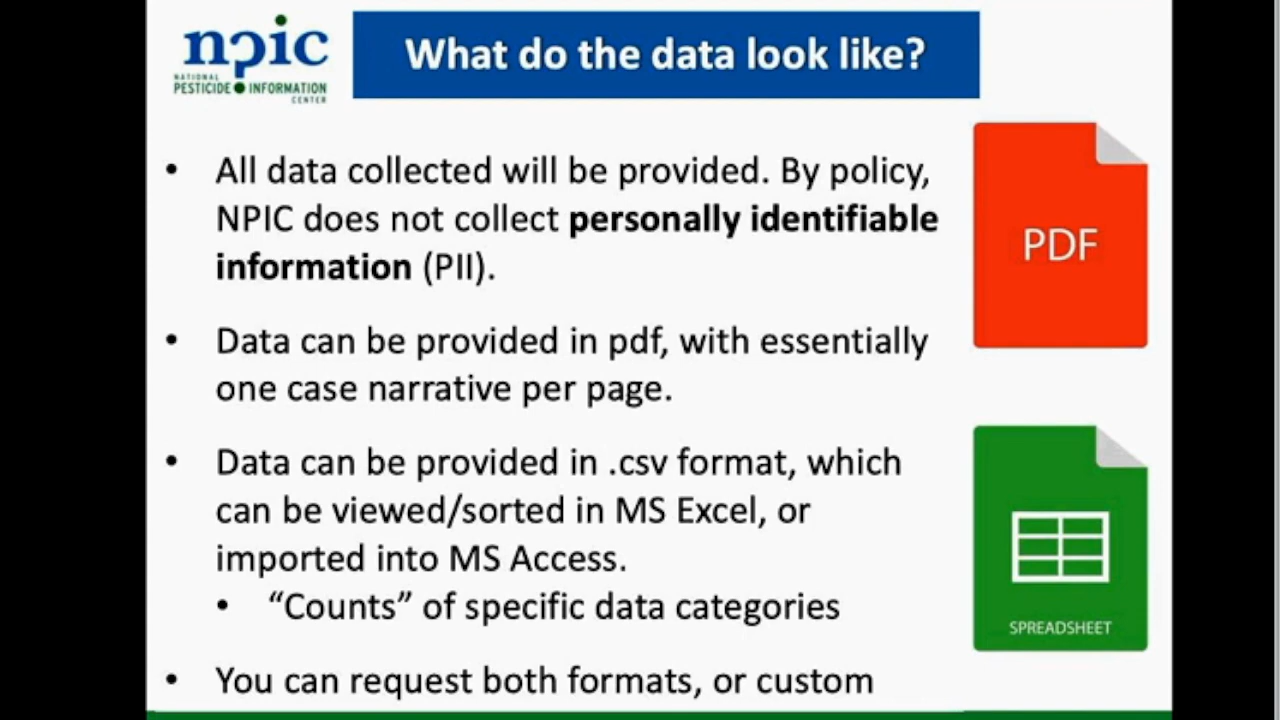 npic
NATIONAL
PESTICIDE INFORMATION
CENTER
What do the data look like?
• All data collected will be provided. By policy,
NPIC does not collect personally identifiable
information (PII).
• Data can be provided in pdf, with essentially
one case narrative per page.
• Data can be provided in .csv format, which
can be viewed/sorted in MS Excel, or
imported into MS Access.
• “Counts” of specific data categories
• You can request both formats, or custom
PDF
SPREADSHEET